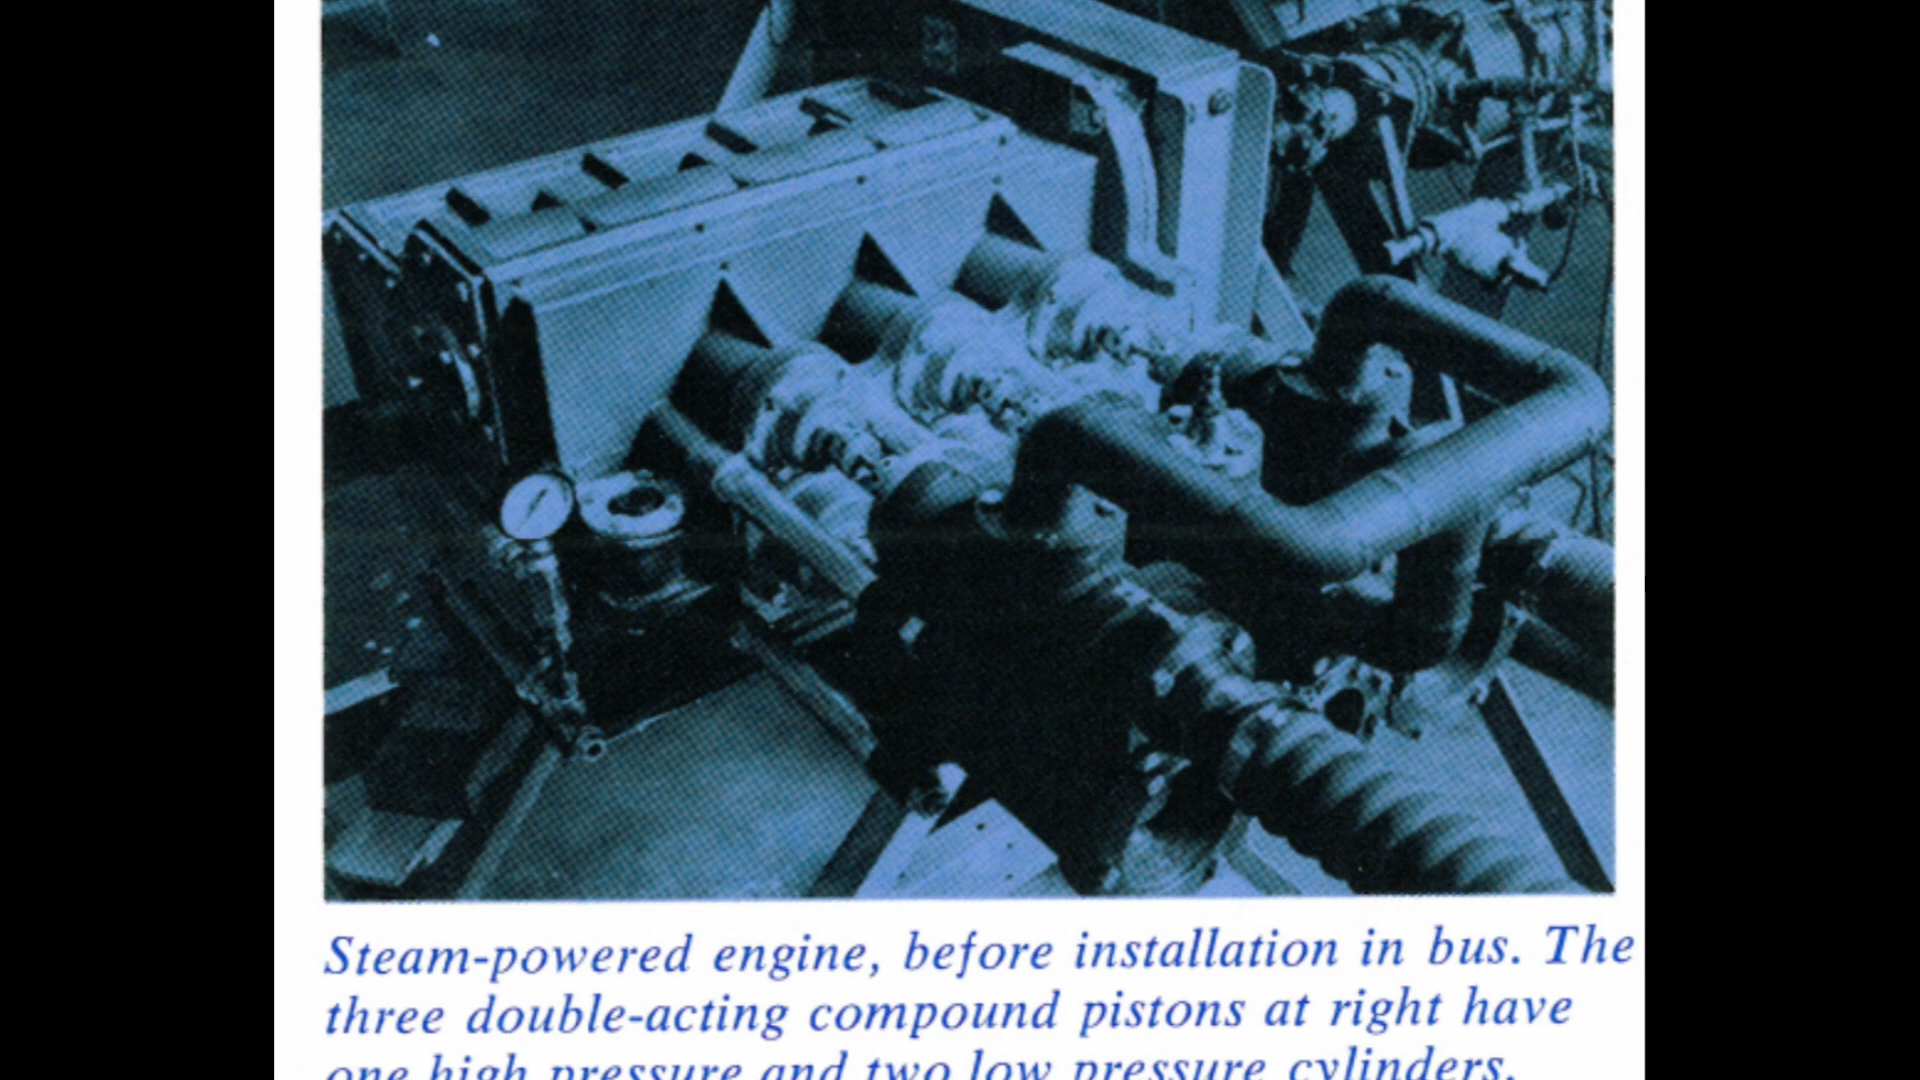 Steam-powered engine, before installation in bus. The
three double-acting compound pistons at right have
one high pressure and two low pressure cylinders.